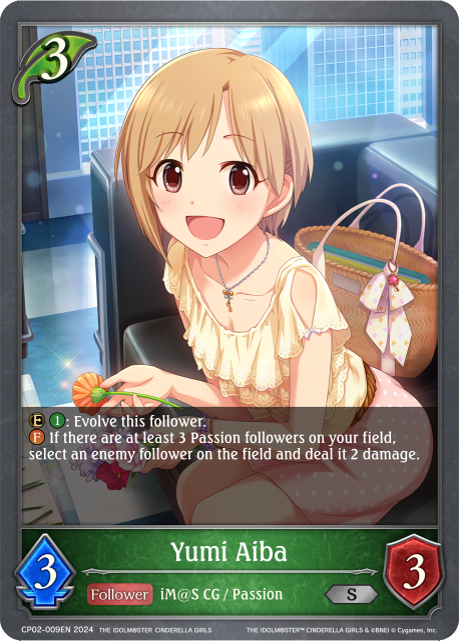 3
E 1 : Evolve this follower.
F If there are at least 3 Passion followers on your field,
select an enemy follower on the field and deal it 2 damage.
Yumi Aiba
3
Follower iM@S CG / Passion
S
3
CP02-009EN 2024 THE IDOLM@STER CINDERELLA GIRLS THE IDOLM@STER™ CINDERELLA GIRLS & ©BNEI © Cygames, Inc.